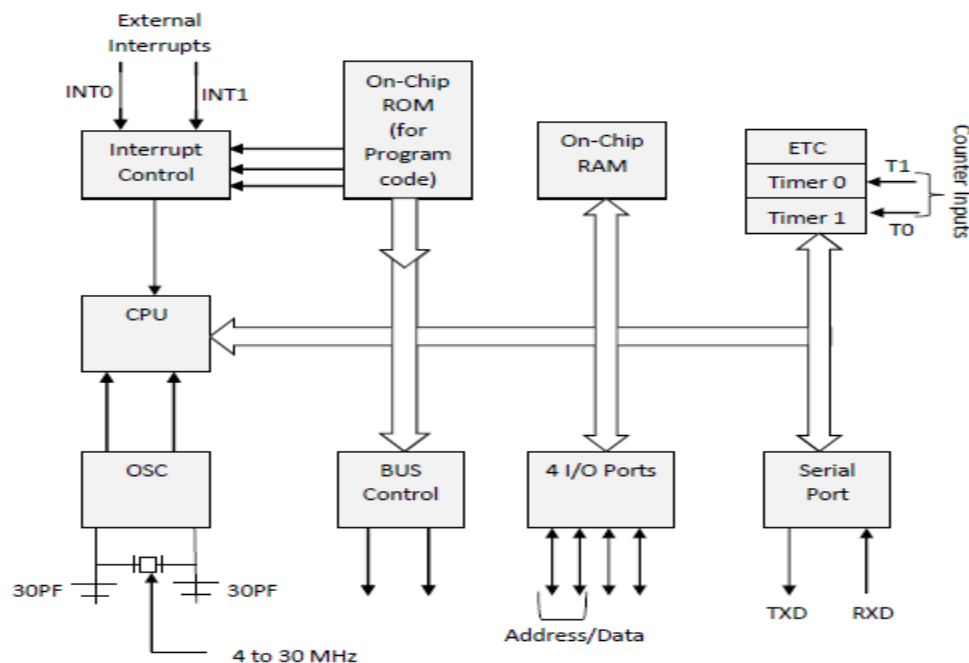 External
Interrupts
INT0
INT1
Interrupt
Control
On-Chip
ROM
(for
Program
code)
On-Chip
RAM
ETC
Timer 0
Timer 1
T1
T0
Counter Inputs
CPU
OSC
BUS
Control
4 I/O Ports
Serial
Port
30PF
30PF
4 to 30 MHz
Address/Data
TXD
RXD